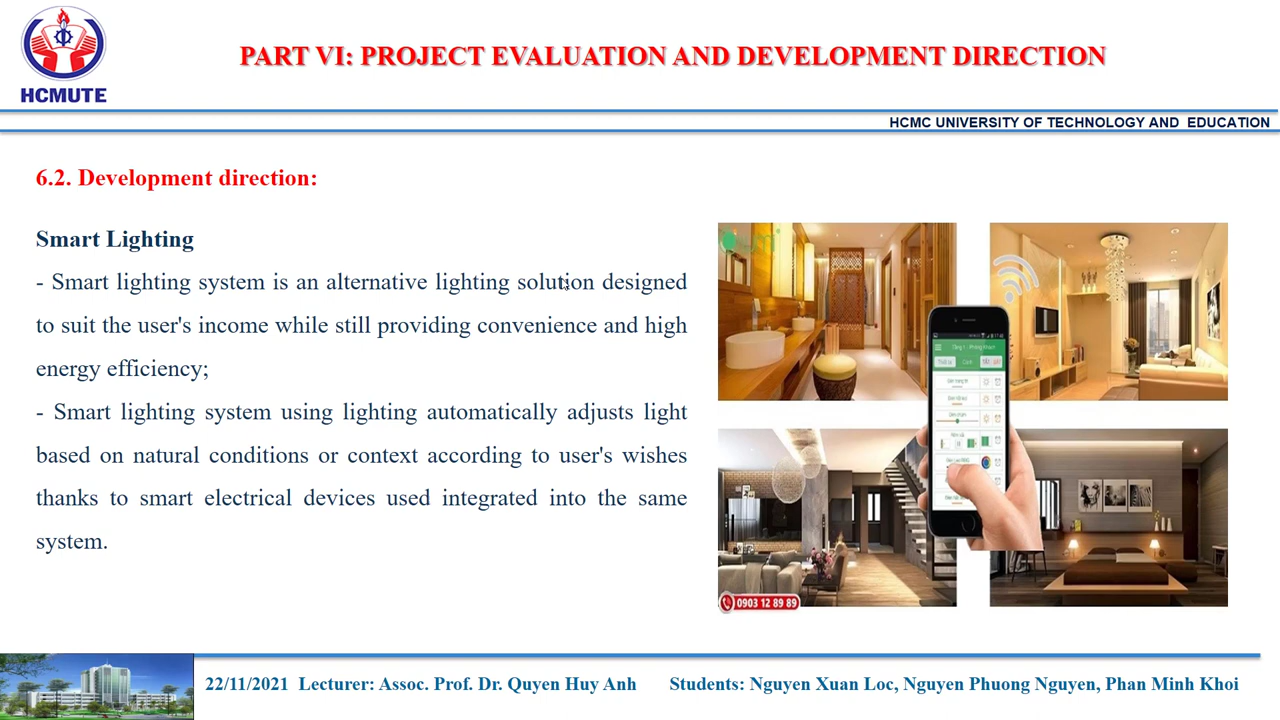 HCMUTE
PART VI: PROJECT EVALUATION AND DEVELOPMENT DIRECTION
HCMC UNIVERSITY OF TECHNOLOGY AND EDUCATION
6.2. Development direction:
Smart Lighting
- Smart lighting system is an alternative lighting solution designed
to suit the user's income while still providing convenience and high
energy efficiency;
- Smart lighting system using lighting automatically adjusts light
based on natural conditions or context according to user's wishes
thanks to smart electrical devices used integrated into the same
system.
0903 12 89 89
22/11/2021 Lecturer: Assoc. Prof. Dr. Quyen Huy Anh
Students: Nguyen Xuan Loc, Nguyen Phuong Nguyen, Phan Minh Khoi